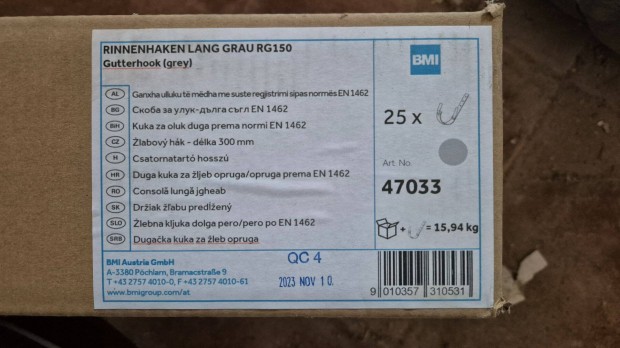 RINNENHAKEN LANG GRAU RG150
Gutterhook (grey)
BMI
AL Ganxha ulluku të mëdha me suste registrimi sipas normës EN 1462
BG Скоба за улук-дълга съгл EN 1462
BIH Kuka za oluk duga prema normi EN 1462
CZ Žlabový hák - délka 300 mm
H Csatornatartó hosszú
HR Duga kuka za žljeb opruga/opruga prema EN 1462
RO Consolă lungă jgheab
SK Držiak žľabu predĺžený
SLO Žlebna kljuka dolga pero/pero po EN 1462
SRB Dugačka kuka za žleb opruga
25 x
Art. No
47033
+ = 15,94 kg
BMI Austria GmbH
A-3380 Pöchlarn, Bramacstraße 9
T +43 2757 4010-0, F +43 2757 4010-61
www.bmigroup.com/at
QC 4
2023 NOV 10.
9 010357 310531